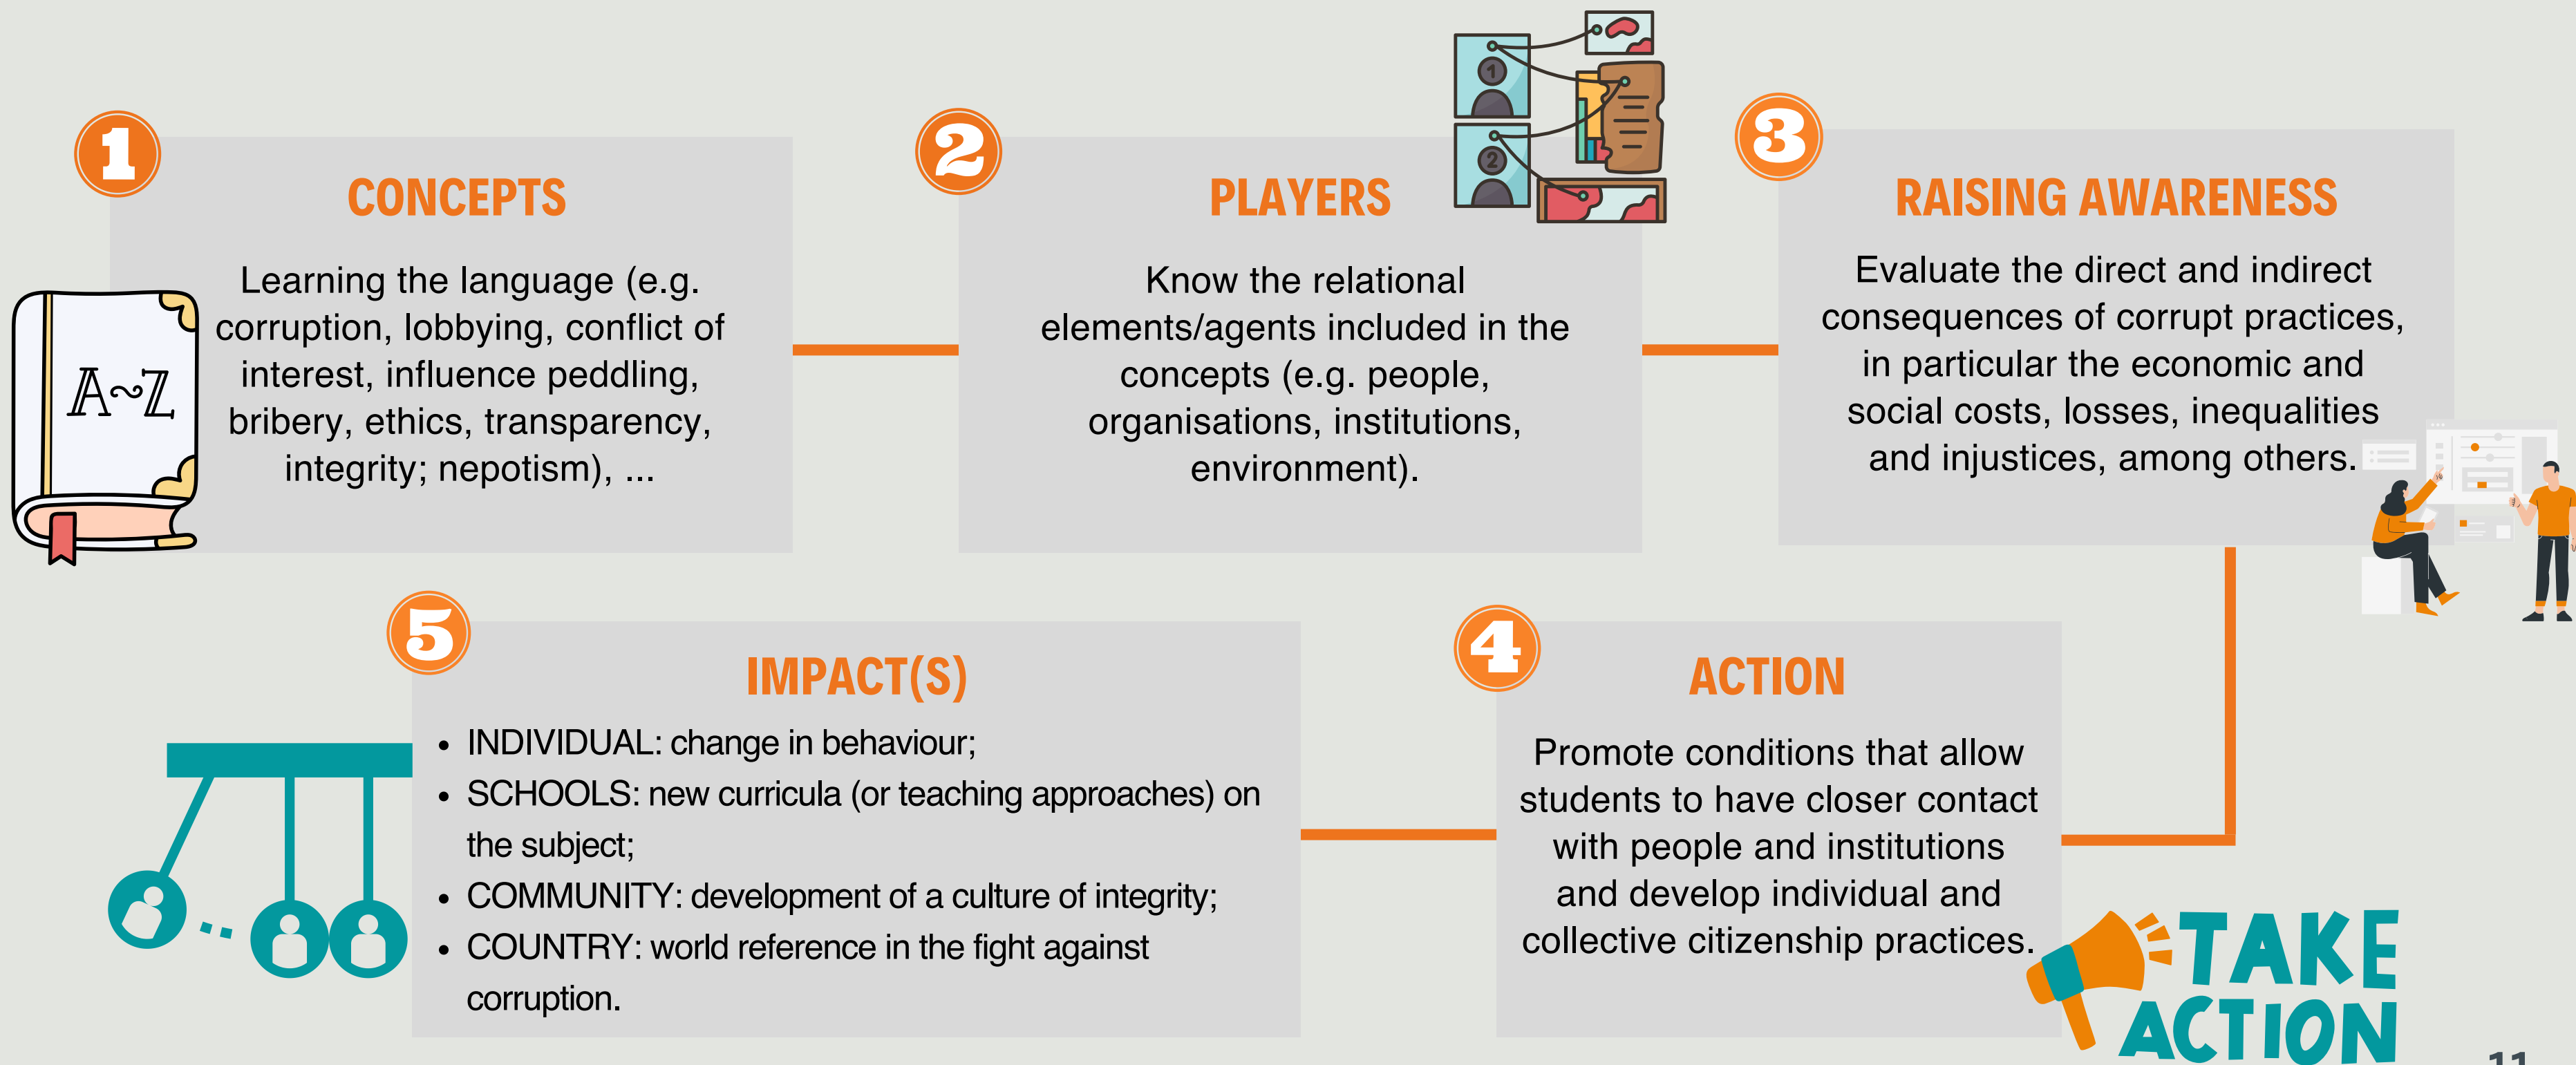 1
CONCEPTS
Learning the language (e.g.
corruption, lobbying, conflict of
interest, influence peddling,
bribery, ethics, transparency,
integrity; nepotism), ...
A~Z
2
PLAYERS
1
2
Know the relational
elements/agents included in the
concepts (e.g. people,
organisations, institutions,
environment).
3
RAISING AWARENESS
Evaluate the direct and indirect
consequences of corrupt practices,
in particular the economic and
social costs, losses, inequalities
and injustices, among others.
4
ACTION
Promote conditions that allow
students to have closer contact
with people and institutions
and develop individual and
collective citizenship practices.
TAKE
ACTION
5
IMPACT(S)
• INDIVIDUAL: change in behaviour;
• SCHOOLS: new curricula (or teaching approaches) on
the subject;
• COMMUNITY: development of a culture of integrity;
• COUNTRY: world reference in the fight against
corruption.
11